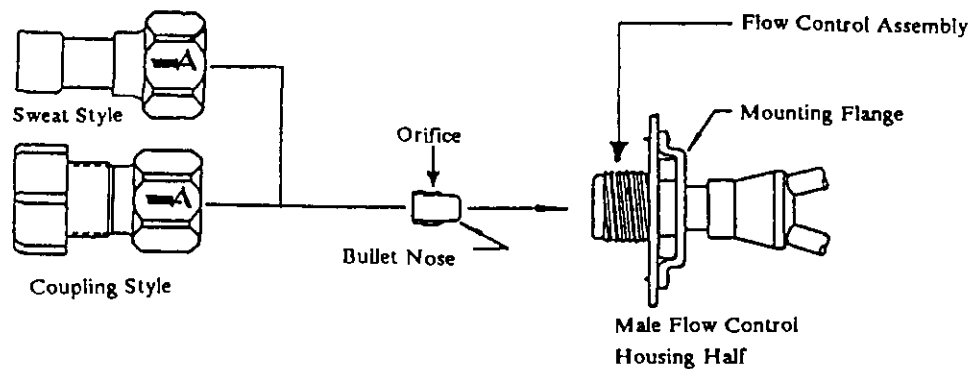 Flow Control Assembly
Mounting Flange
Sweat Style
Orifice
Bullet Nose
Coupling Style
Male Flow Control
Housing Half